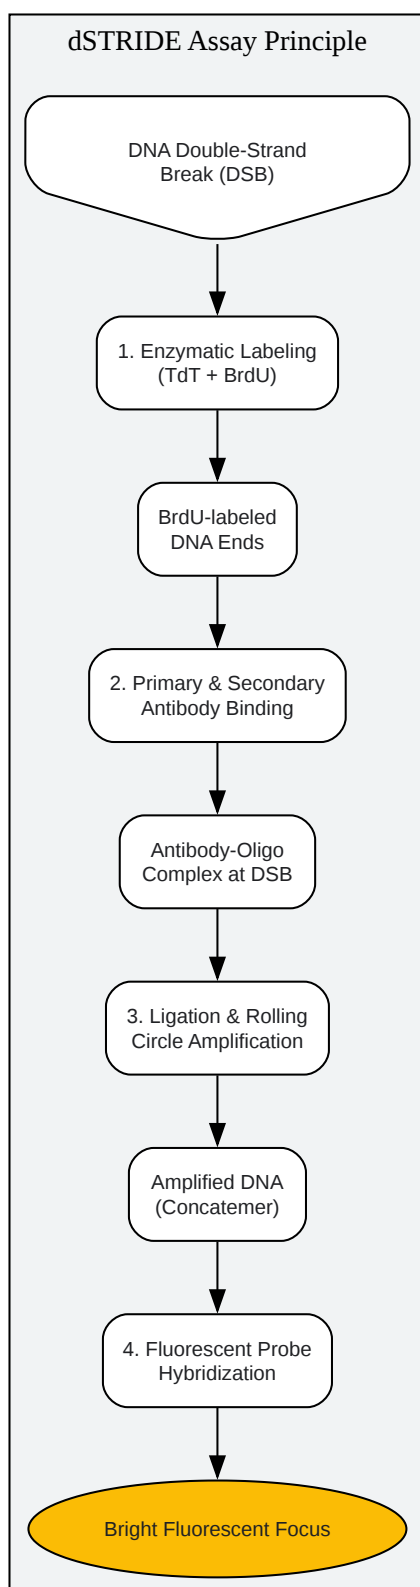 dSTRIDE Assay Principle
DNA Double-Strand
Break (DSB)
1. Enzymatic Labeling
(TdT + BrdU)
BrdU-labeled
DNA Ends
2. Primary & Secondary
Antibody Binding
Antibody-Oligo
Complex at DSB
3. Ligation & Rolling
Circle Amplification
Amplified DNA
(Concatemer)
4. Fluorescent Probe
Hybridization
Bright Fluorescent Focus